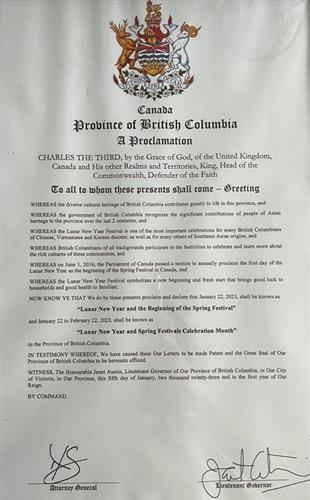 Canada
Province of British Columbia
A Proclamation
CHARLES THE THIRD, by the Grace of God, of the United Kingdom,
Canada and His other Realms and Territories, King, Head of the
Commonwealth, Defender of the Faith
To all to whom these presents shall come – Greeting
WHEREAS the diverse cultural heritage of British Columbia contributes greatly to life in this province, and
WHEREAS the government of British Columbia recognizes the significant contributions of people of Asian
heritage to the province over the last 2 centuries, and
WHEREAS the Lunar New Year Festival is one of the most important celebrations for many British Columbians
of Chinese, Vietnamese and Korean descent, as well as for many others of Southeast Asian origins, and
WHEREAS British Columbians of all backgrounds participate in the festivities to celebrate and learn more about
the rich cultures of these communities, and
WHEREAS on June 1, 2016, the Parliament of Canada passed a motion to annually proclaim the first day of the
Lunar New Year as the beginning of the Spring Festival in Canada, and
WHEREAS the Lunar New Year Festival symbolizes a new beginning and fresh start that brings good luck to
households and good health to families;
NOW KNOW YE THAT We do by these presents proclaim and declare that January 22, 2023, shall be known as
“Lunar New Year and the Beginning of the Spring Festival”
and January 22 to February 22, 2023, shall be known as
“Lunar New Year and Spring Festivals Celebration Month”
in the Province of British Columbia.
IN TESTIMONY WHEREOF, We have caused these Our Letters to be made Patent and the Great Seal of Our
Province of British Columbia to be hereunto affixed.
WITNESS, The Honourable Janet Austin, Lieutenant Governor of Our Province of British Columbia, in Our City
of Victoria, in Our Province, this fifth day of January, two thousand twenty-three and in the first year of Our
Reign.
BY COMMAND.
Attorney General
Lieutenant Governor